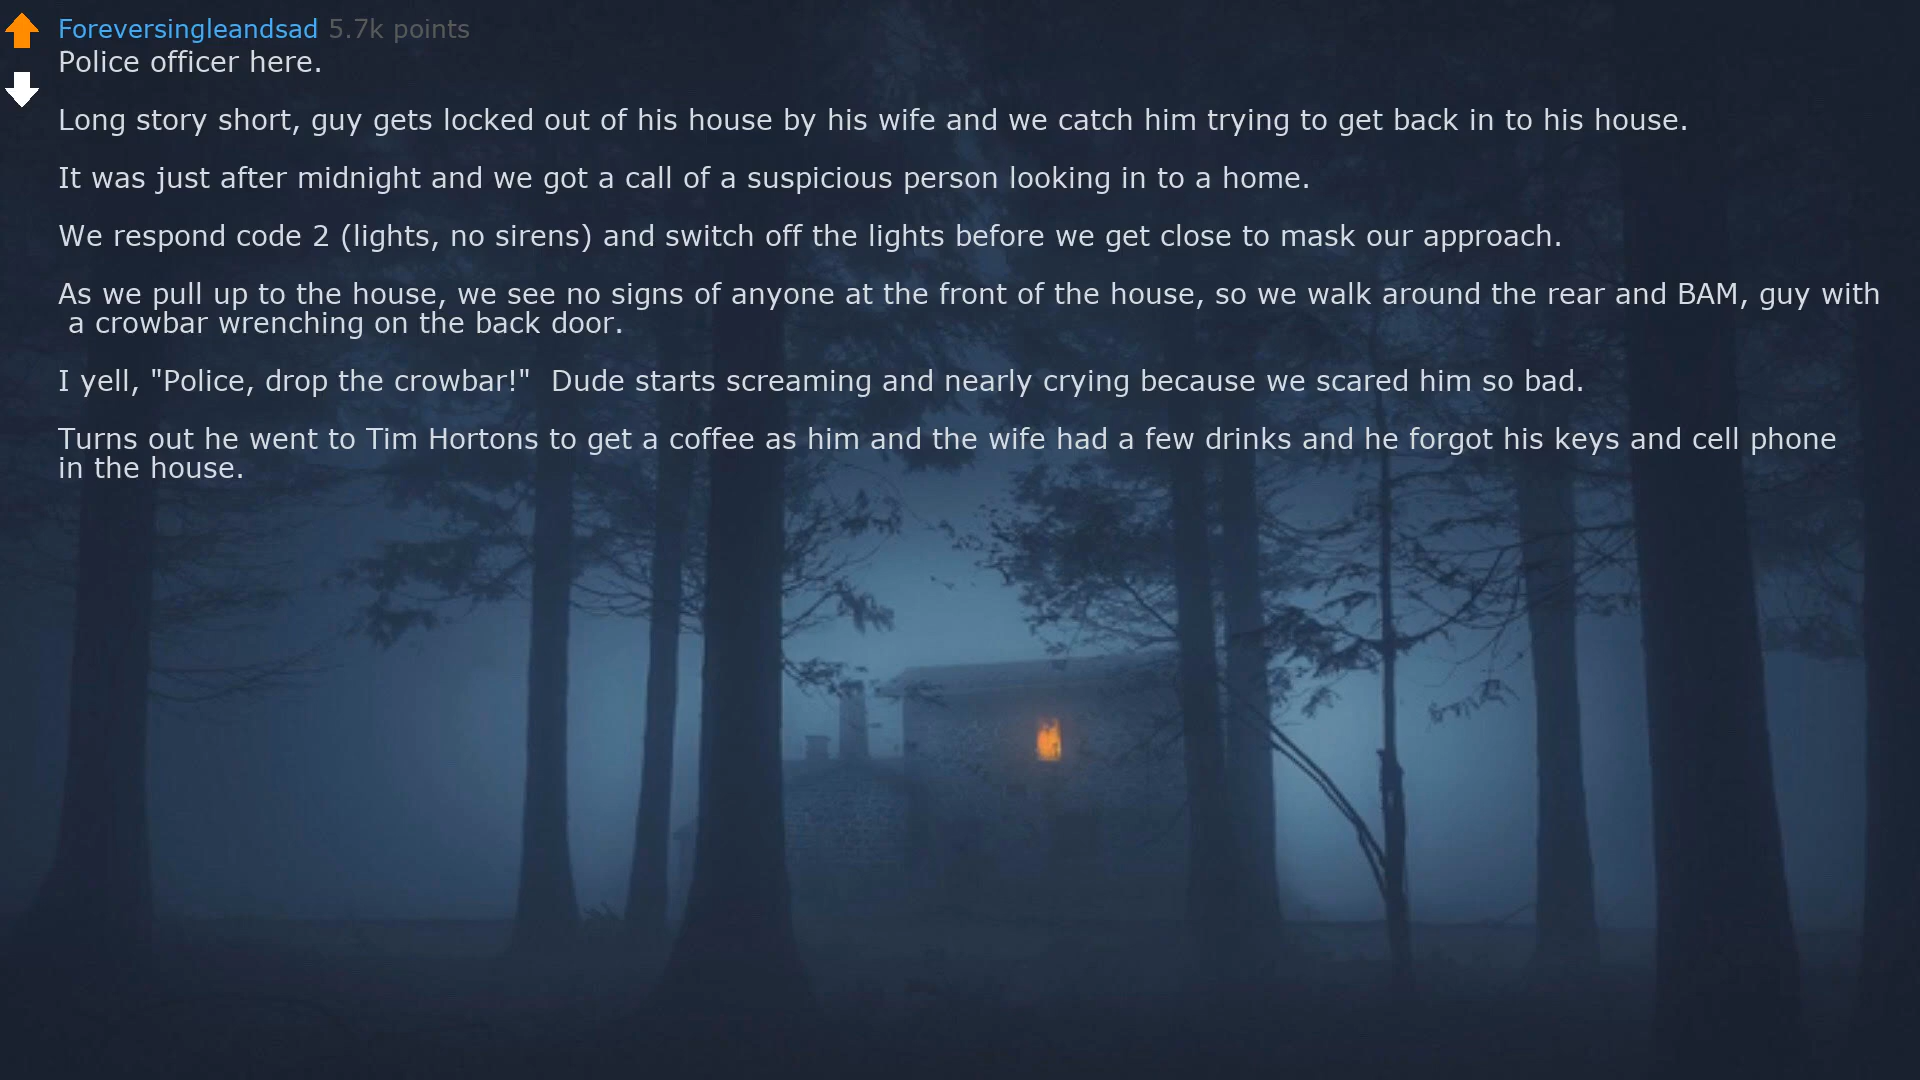 Foreversingleandsad 5.7k points
Police officer here.
Long story short, guy gets locked out of his house by his wife and we catch him trying to get back in to his house.
It was just after midnight and we got a call of a suspicious person looking in to a home.
We respond code 2 (lights, no sirens) and switch off the lights before we get close to mask our approach.
As we pull up to the house, we see no signs of anyone at the front of the house, so we walk around the rear and BAM, guy with
a crowbar wrenching on the back door.
I yell, "Police, drop the crowbar!"  Dude starts screaming and nearly crying because we scared him so bad.
Turns out he went to Tim Hortons to get a coffee as him and the wife had a few drinks and he forgot his keys and cell phone
in the house.